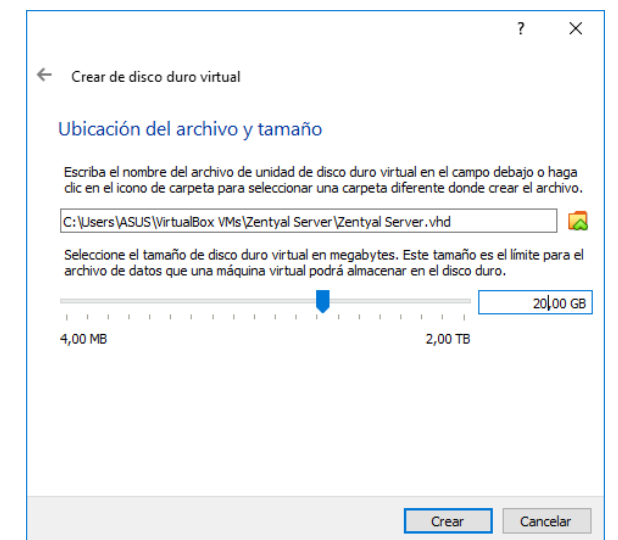 ?
Crear de disco duro virtual
Ubicación del archivo y tamaño
Escriba el nombre del archivo de unidad de disco duro virtual en el campo debajo o haga
clic en el icono de carpeta para seleccionar una carpeta diferente donde crear el archivo.
C:\Users\ASUS\VirtualBox VMs\Zentyal Server\Zentyal Server.vhd
Seleccione el tamaño de disco duro virtual en megabytes. Este tamaño es el límite para el
archivo de datos que una máquina virtual podrá almacenar en el disco duro.
20,00 GB
4,00 MB 2,00 TB
Crear Cancelar